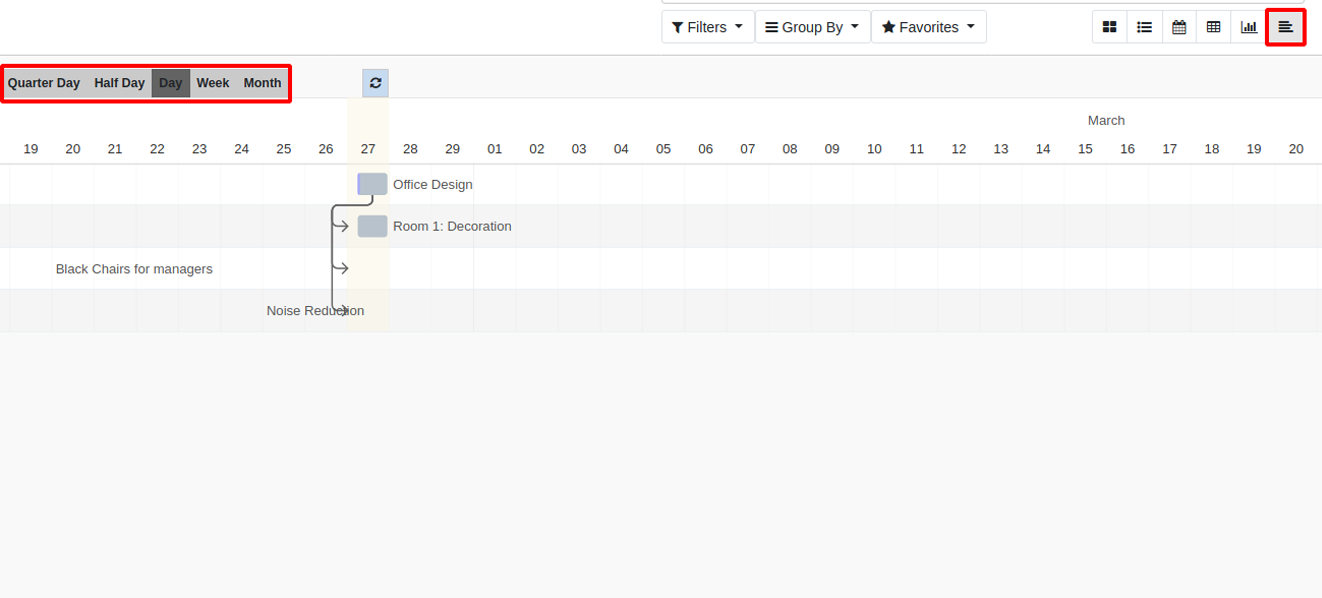 Filters Group By Favorites
Quarter Day Half Day Day Week Month
March
19 20 21 22 23 24 25 26 27 28 29 01 02 03 04 05 06 07 08 09 10 11 12 13 14 15 16 17 18 19 20
Office Design
Room 1: Decoration
Black Chairs for managers
Noise Reduction